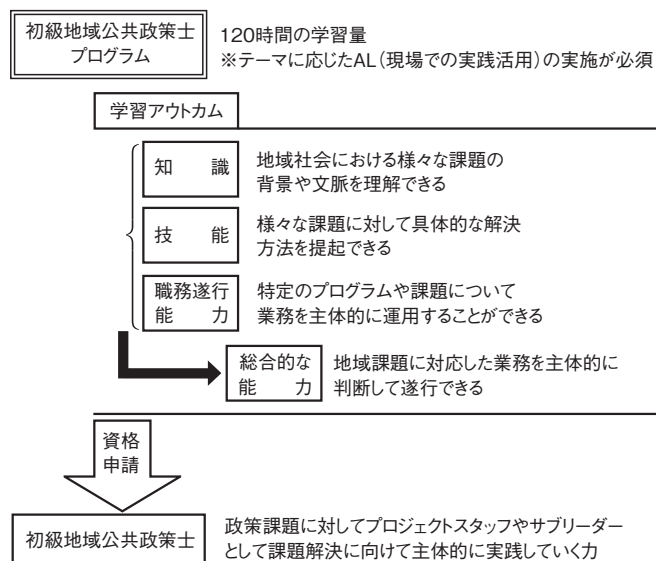 初級地域公共政策士
プログラム
120時間の学習量
※テーマに応じたAL(現場での実践活用)の実施が必須
学習アウトカム
知　識
地域社会における様々な課題の
背景や文脈を理解できる
技　能
様々な課題に対して具体的な解決
方法を提起できる
職務遂行
能　力
特定のプログラムや課題について
業務を主体的に運用することができる
総合的な
能　力
地域課題に対応した業務を主体的に
判断して遂行できる
資格
申請
初級地域公共政策士
政策課題に対してプロジェクトスタッフやサブリーダー
として課題解決に向けて主体的に実践していく力